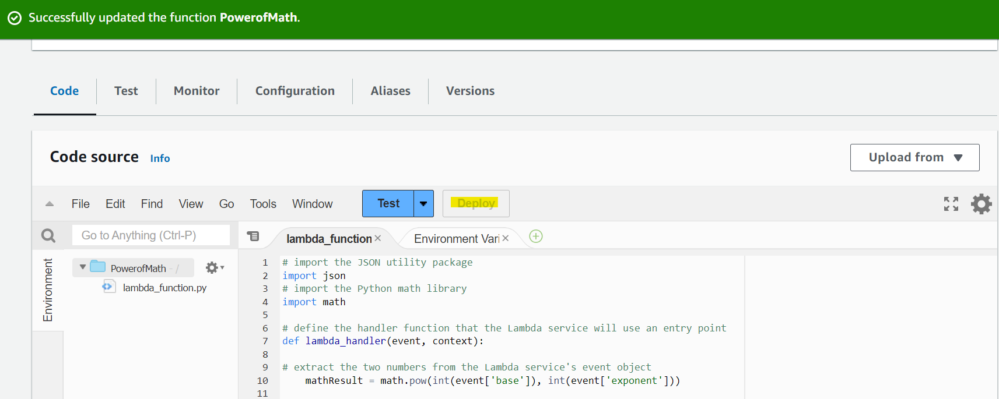 Successfully updated the function PowerofMath.
Code Test Monitor Configuration Aliases Versions
Code source Info
Upload from
File Edit Find View Go Tools Window Test Deploy
Go to Anything (Ctrl-P)
lambda_function Environment Vari
Environment
PowerofMath - /
lambda_function.py
1 # import the JSON utility package
2 import json
3 # import the Python math library
4 import math
5
6 # define the handler function that the Lambda service will use an entry point
7 def lambda_handler(event, context):
8
9 # extract the two numbers from the Lambda service's event object
10 mathResult = math.pow(int(event['base']), int(event['exponent']))
11